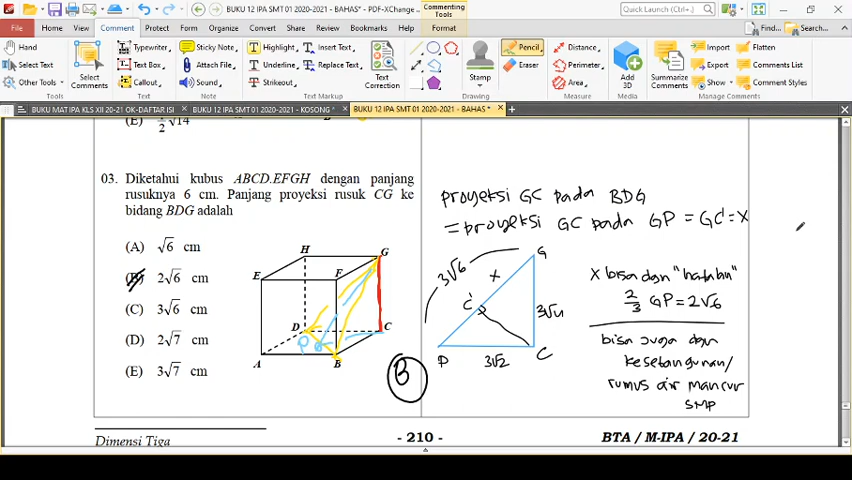 Commenting
Tools
BUKU 12 IPA SMT 01 2020-2021 - BAHAS* - PDF-XChange
Quick Launch (Ctrl+.)
File
Home
View
Comment
Protect
Form
Organize
Convert
Share
Review
Bookmarks
Help
Format
Find...
Search...
Hand
Select Text
Other Tools
Select
Comments
Typewriter
Text Box
Callout
Sticky Note
Attach File
Sound
Highlight
Underline
Strikeout
Insert Text
Replace Text
Text
Correction
Pencil
Eraser
Stamp
Distance
Perimeter
Area
Add
3D
Summarize
Comments
Import
Export
Show
Flatten
Comments List
Comment Styles
Tools
Text Markup
Drawing
Measure
Manage Comments
BUKU MAT IPA KLS XII 20-21 OK-DAFTAR ISI
BUKU 12 IPA SMT 01 2020-2021 - KOSONG *
BUKU 12 IPA SMT 01 2020-2021 - BAHAS *
(E) 1/2 √14
03. Diketahui kubus ABCD.EFGH dengan panjang
rusuknya 6 cm. Panjang proyeksi rusuk CG ke
bidang BDG adalah
(A) √6 cm
(B) 2√6 cm
(C) 3√6 cm
(D) 2√7 cm
(E) 3√7 cm
H
G
E
F
D
C
P
A
B
B
proyeksi GC pada BDG
= proyeksi GC pada GP = GC' = X
G
3√6
X
C'
3√4
P
3√2
C
X bisa dgn "hafalan"
2/3 GP = 2√6
bisa juga dgn
kesebangunan/
rumus air mancur
SMP
Dimensi Tiga
- 210 -
BTA / M-IPA / 20-21